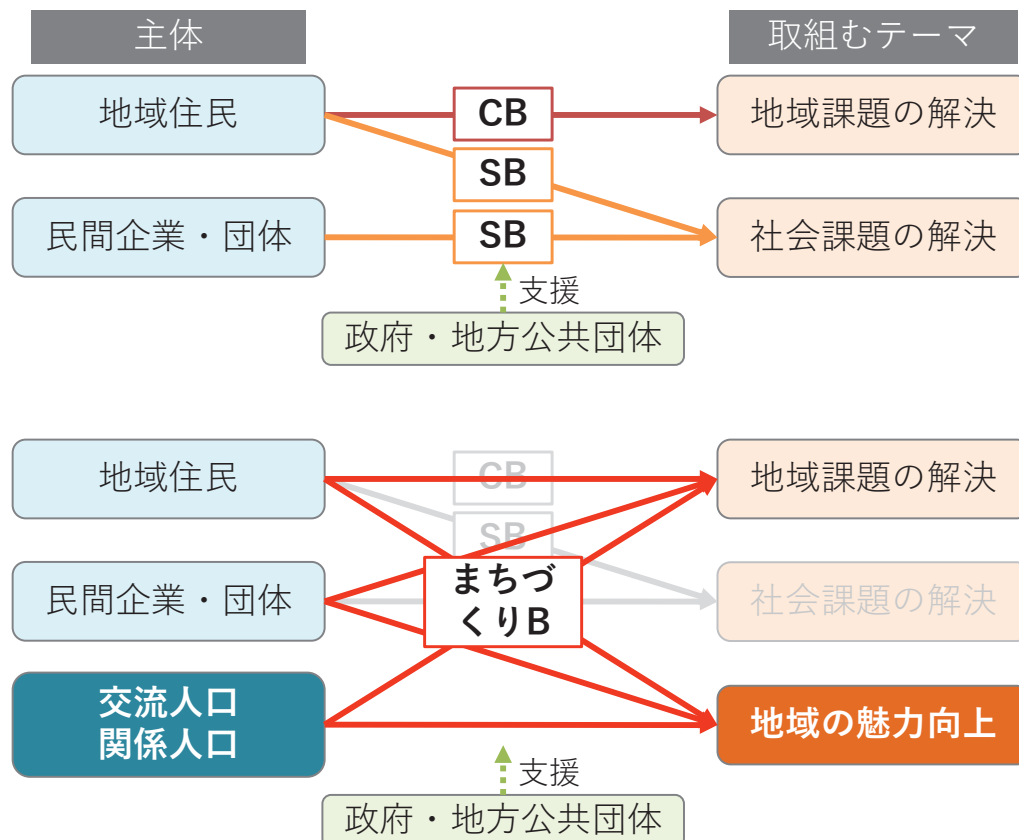 主体
取組むテーマ
地域住民
CB
地域課題の解決
SB
民間企業・団体
SB
社会課題の解決
支援
政府・地方公共団体
地域住民
CB
地域課題の解決
SB
民間企業・団体
まちづ
くりB
社会課題の解決
交流人口
関係人口
地域の魅力向上
支援
政府・地方公共団体